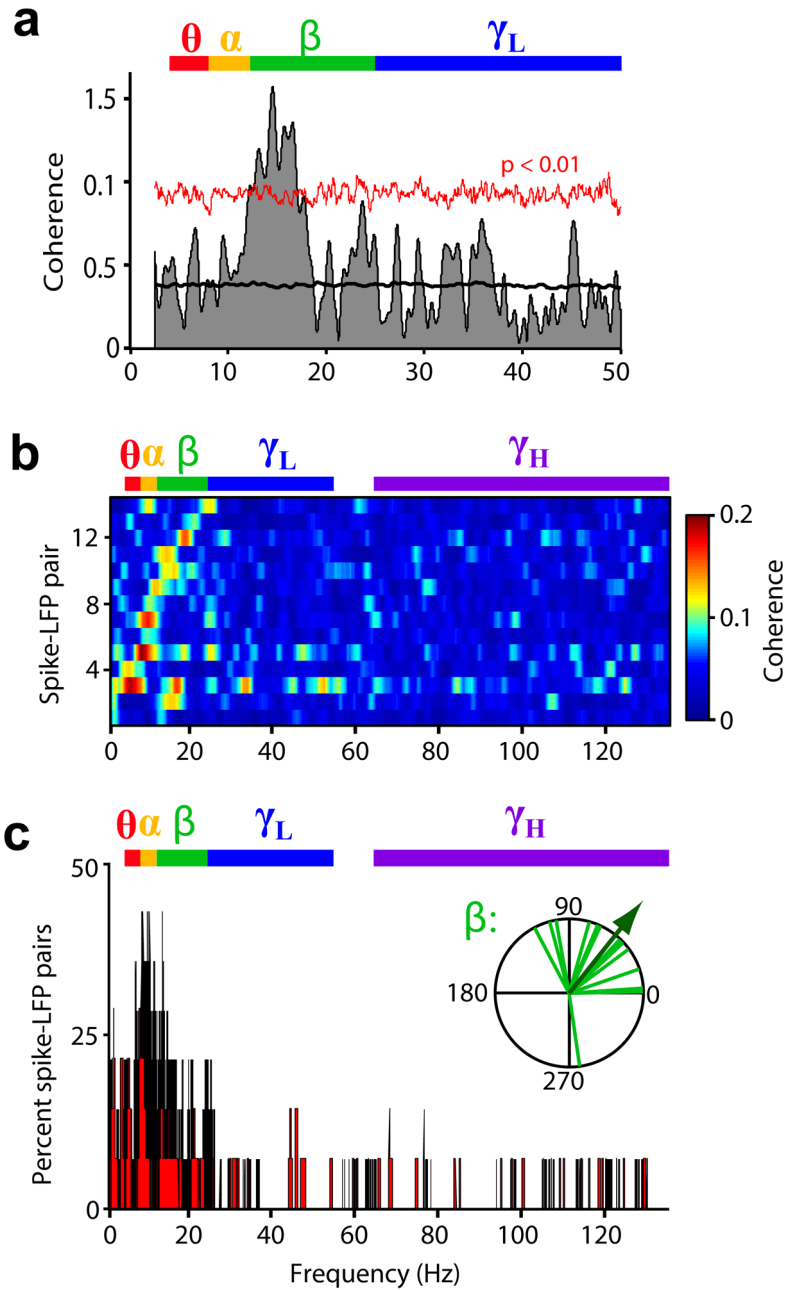 a
θ α β γL
1.5
0.1
0.5
0
Coherence
p < 0.01
0 10 20 30 40 50
b
θ α β γL γH
12
8
4
Spike-LFP pair
0 20 40 60 80 100 120
0.2
0.1
0
Coherence
c
θ α β γL γH
50
25
0
Percent spike-LFP pairs
β:
90
180 0
270
0 20 40 60 80 100 120
Frequency (Hz)